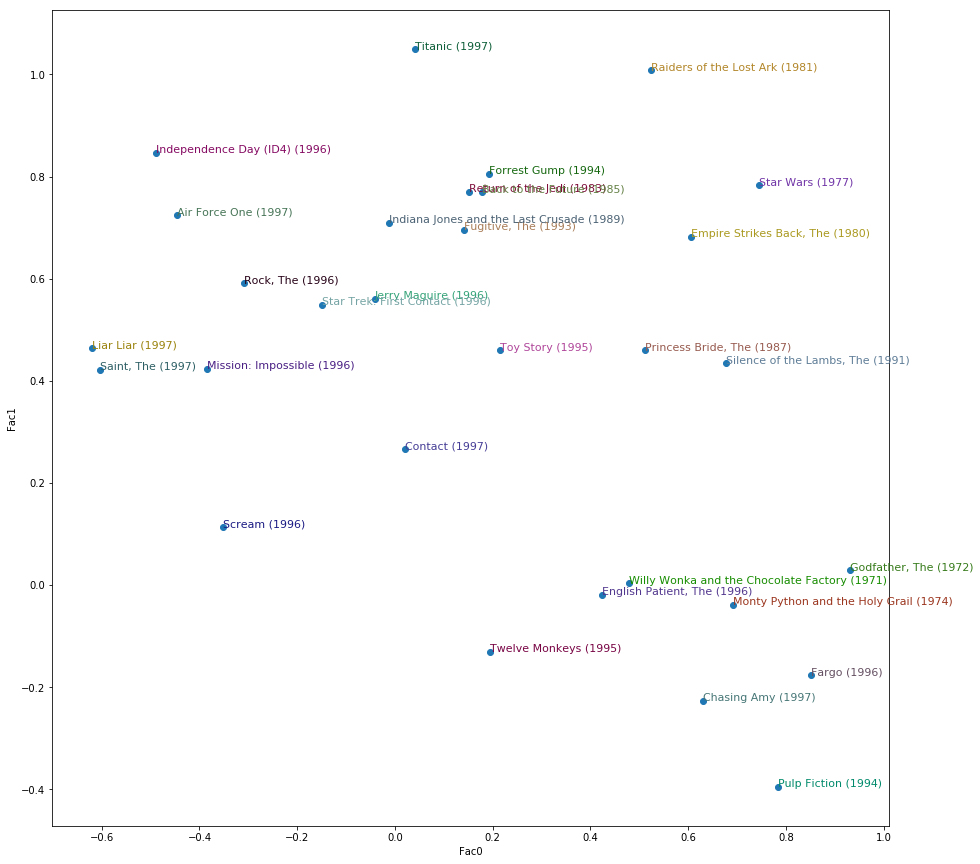 Titanic (1997)
Raiders of the Lost Ark (1981)
1.0
Independence Day (ID4) (1996)
Forrest Gump (1994)
Return of the Jedi (1983)
Back to the Future (1985)
Star Wars (1977)
0.8
Air Force One (1997)
Indiana Jones and the Last Crusade (1989)
Fugitive, The (1993)
Empire Strikes Back, The (1980)
0.6
Rock, The (1996)
Jerry Maguire (1996)
Star Trek: First Contact (1996)
Liar Liar (1997)
Toy Story (1995)
Princess Bride, The (1987)
Silence of the Lambs, The (1991)
Saint, The (1997)
Mission: Impossible (1996)
0.4
Fac1
Contact (1997)
0.2
Scream (1996)
Godfather, The (1972)
0.0
Willy Wonka and the Chocolate Factory (1971)
English Patient, The (1996)
Monty Python and the Holy Grail (1974)
Twelve Monkeys (1995)
Fargo (1996)
−0.2
Chasing Amy (1997)
Pulp Fiction (1994)
−0.4
−0.6 −0.4 −0.2 0.0 0.2 0.4 0.6 0.8 1.0
Fac0